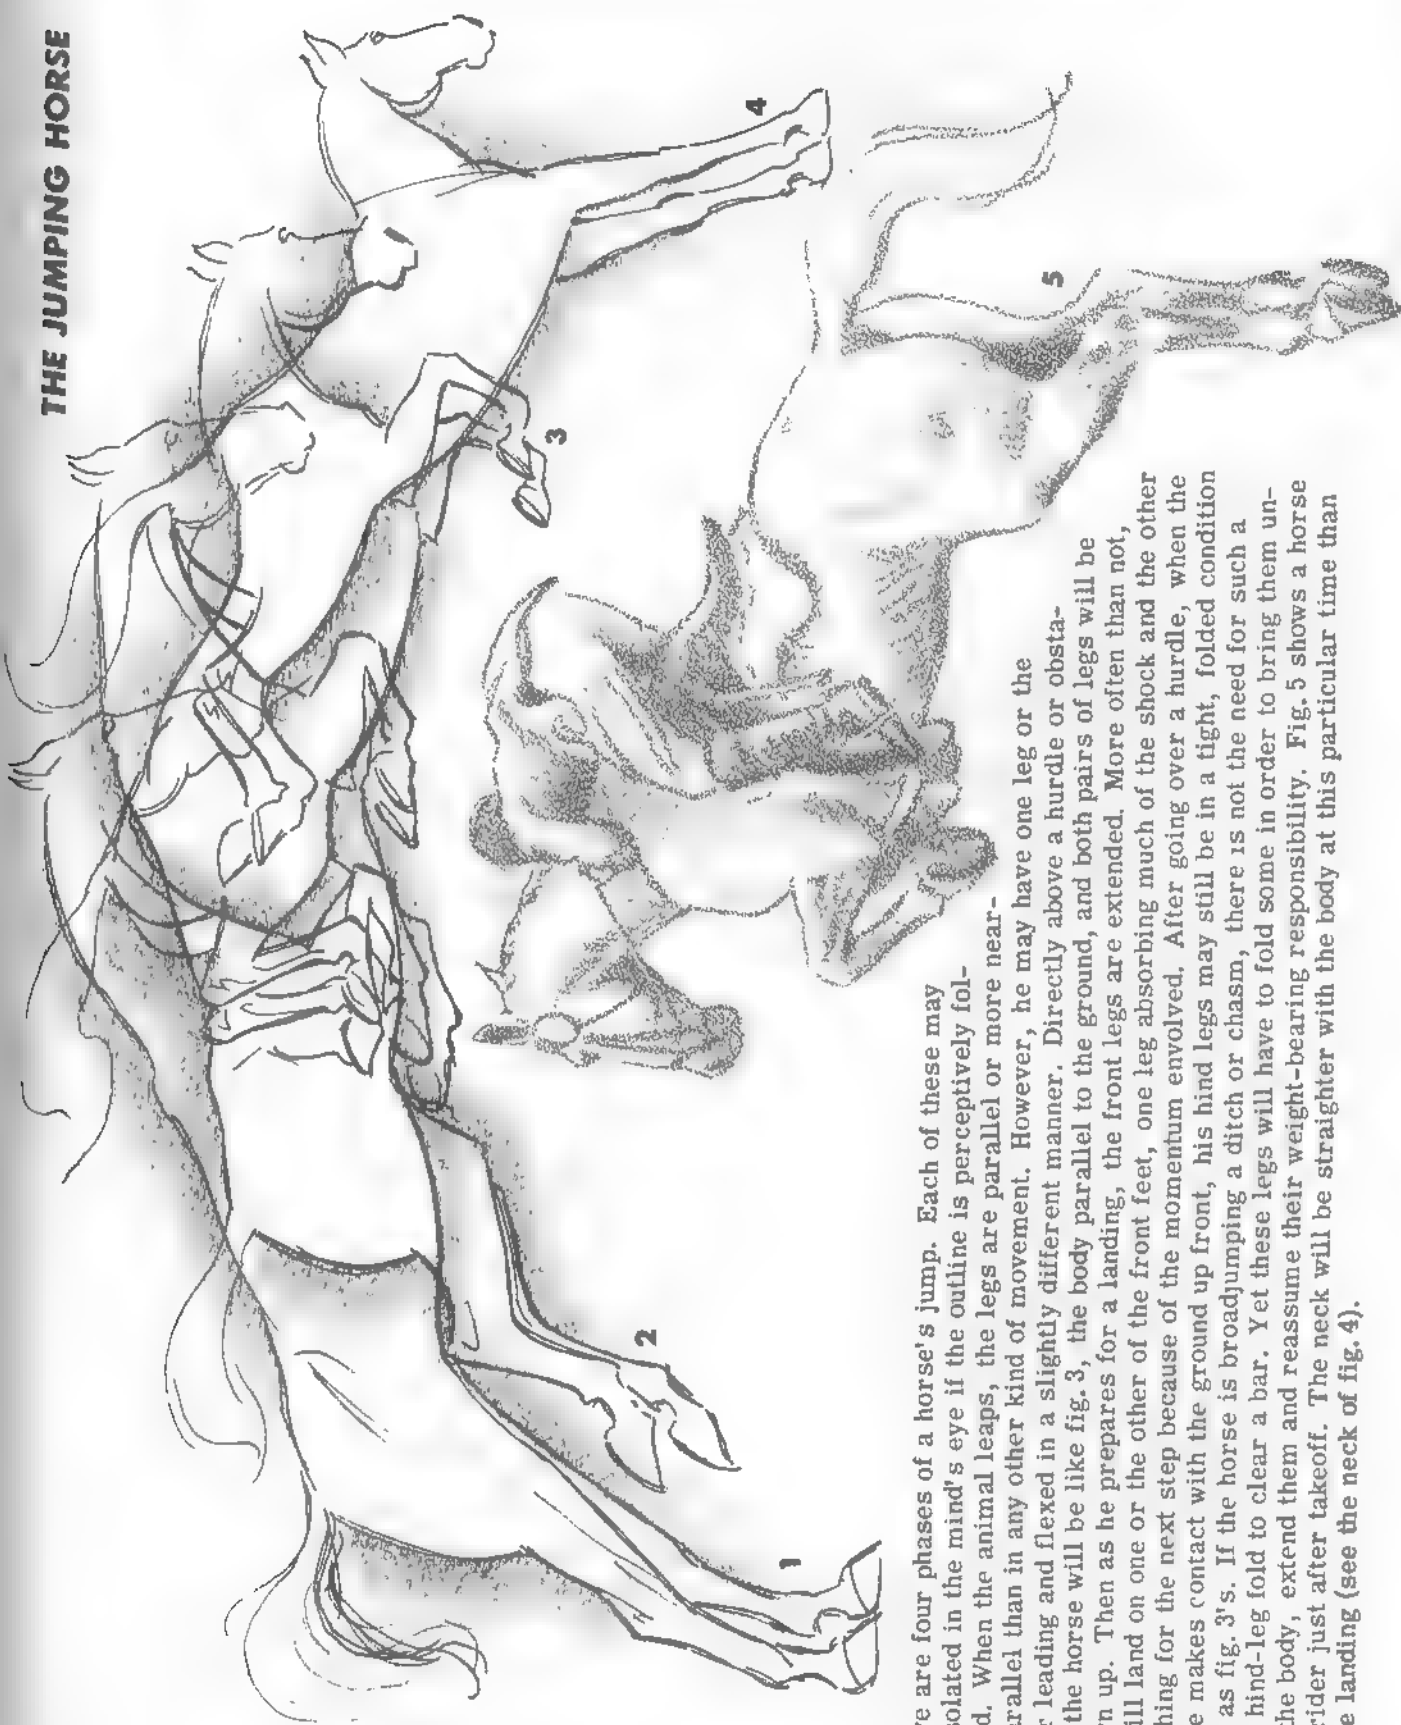 THE JUMPING HORSE
4
3
5
2
1
e are four phases of a horse's jump. Each of these may
solated in the mind's eye if the outline is perceptively fol-
d. When the animal leaps, the legs are parallel or more near-
rallel than in any other kind of movement. However, he may have one leg or the
r leading and flexed in a slightly different manner. Directly above a hurdle or obsta-
the horse will be like fig. 3, the body parallel to the ground, and both pairs of legs will be
n up. Then as he prepares for a landing, the front legs are extended. More often than not,
ill land on one or the other of the front feet, one leg absorbing much of the shock and the other
hing for the next step because of the momentum envolved. After going over a hurdle, when the
e makes contact with the ground up front, his hind legs may still be in a tight, folded condition
as fig. 3's. If the horse is broadjumping a ditch or chasm, there is not the need for such a
hind-leg fold to clear a bar. Yet these legs will have to fold some in order to bring them un-
the body, extend them and reassume their weight-bearing responsibility. Fig. 5 shows a horse
rider just after takeoff. The neck will be straighter with the body at this particular time than
e landing (see the neck of fig. 4).